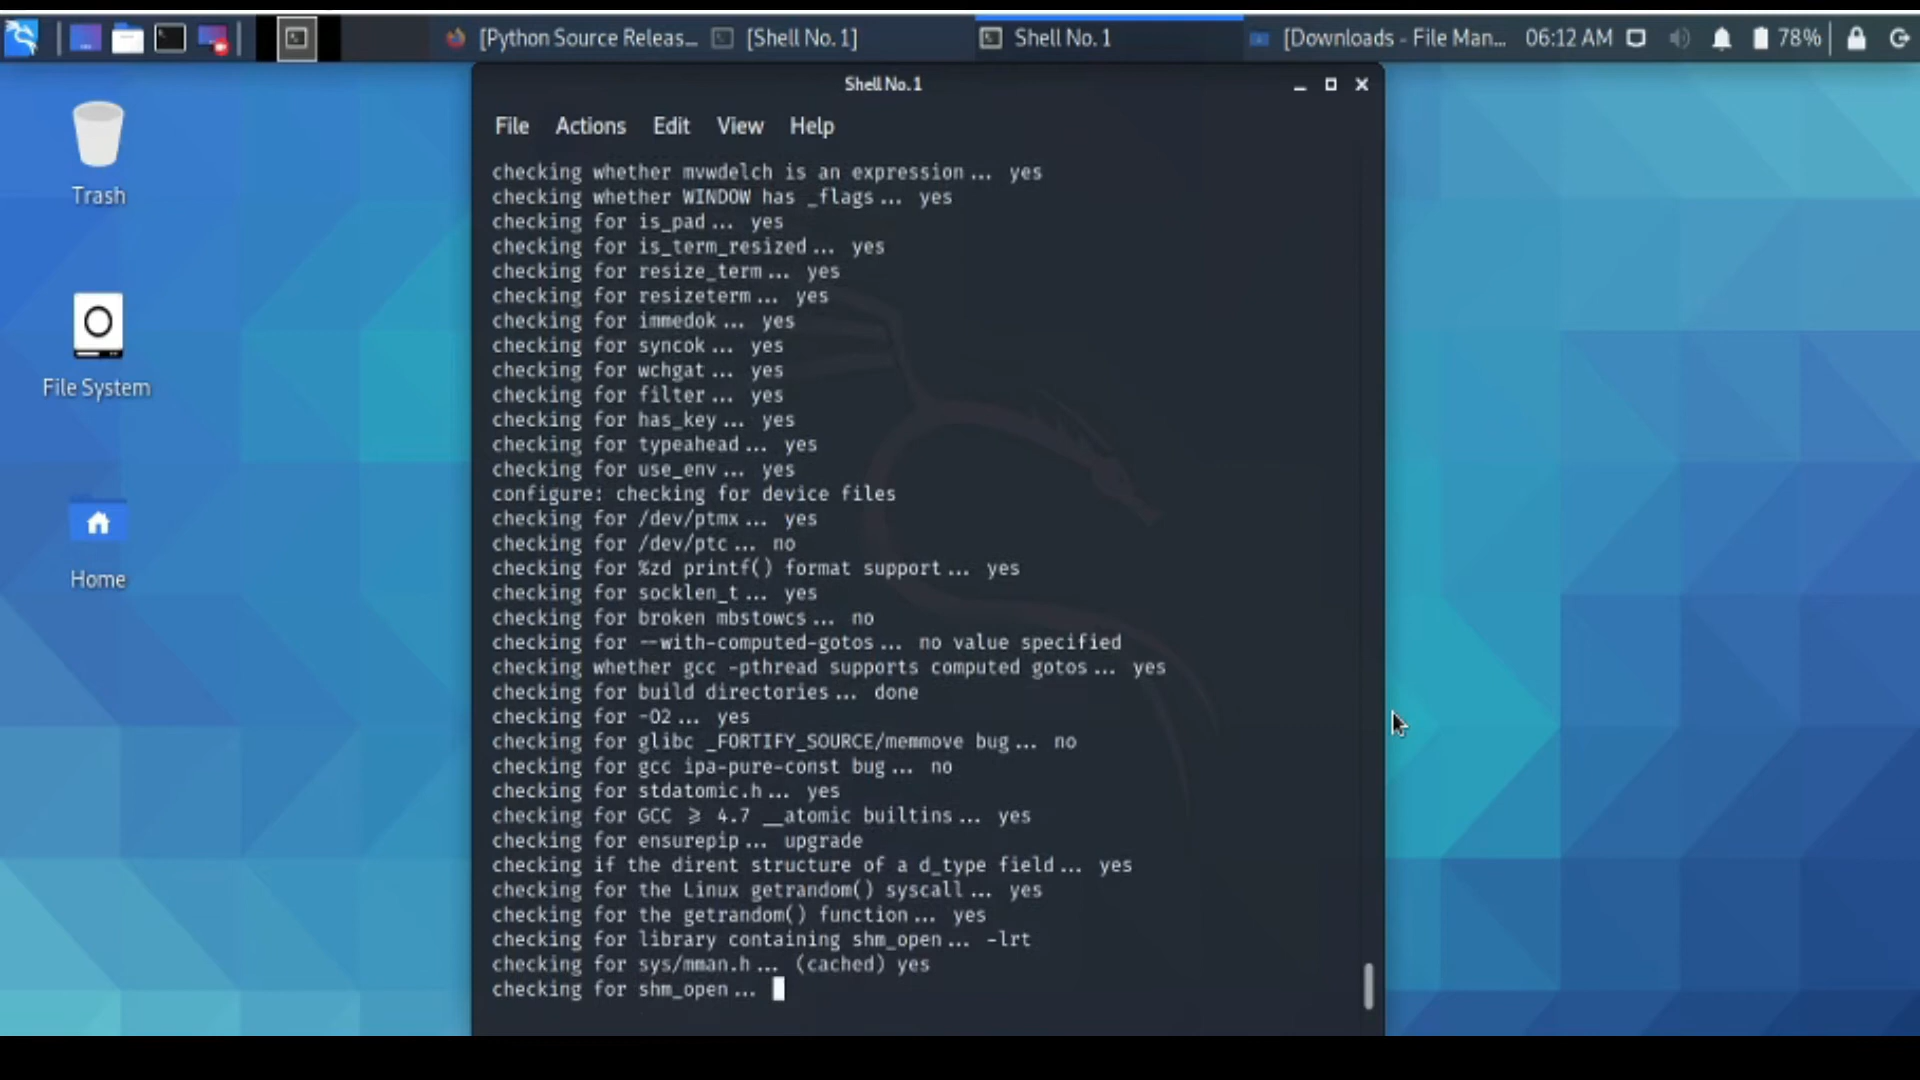 [Python Source Releas...
[Shell No. 1]
Shell No. 1
[Downloads - File Man...
06:12 AM
78%
Shell No. 1
File Actions Edit View Help
Trash
File System
Home
checking whether mvwdelch is an expression... yes
checking whether WINDOW has _flags... yes
checking for is_pad... yes
checking for is_term_resized... yes
checking for resize_term... yes
checking for resizeterm... yes
checking for immedok... yes
checking for syncok... yes
checking for wchgat... yes
checking for filter... yes
checking for has_key... yes
checking for typeahead... yes
checking for use_env... yes
configure: checking for device files
checking for /dev/ptmx... yes
checking for /dev/ptc... no
checking for %zd printf() format support... yes
checking for socklen_t... yes
checking for broken mbstowcs... no
checking for --with-computed-gotos... no value specified
checking whether gcc -pthread supports computed gotos... yes
checking for build directories... done
checking for -O2... yes
checking for glibc _FORTIFY_SOURCE/memmove bug... no
checking for gcc ipa-pure-const bug... no
checking for stdatomic.h... yes
checking for GCC ≥ 4.7 __atomic builtins... yes
checking for ensurepip... upgrade
checking if the dirent structure of a d_type field... yes
checking for the Linux getrandom() syscall... yes
checking for the getrandom() function... yes
checking for library containing shm_open... -lrt
checking for sys/mman.h... (cached) yes
checking for shm_open...